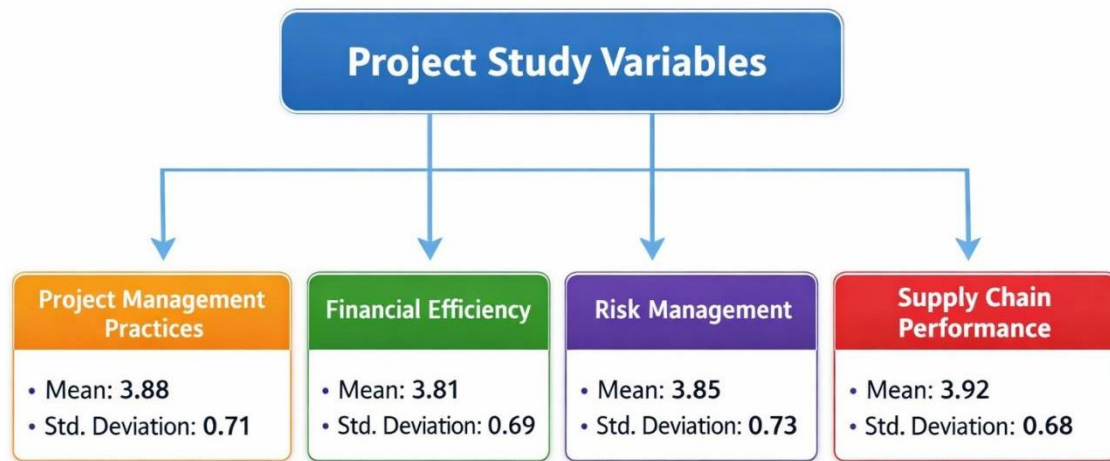 Project Study Variables
Project Management
Practices
• Mean: 3.88
• Std. Deviation: 0.71
Financial Efficiency
• Mean: 3.81
• Std. Deviation: 0.69
Risk Management
• Mean: 3.85
• Std. Deviation: 0.73
Supply Chain
Performance
• Mean: 3.92
• Std. Deviation: 0.68